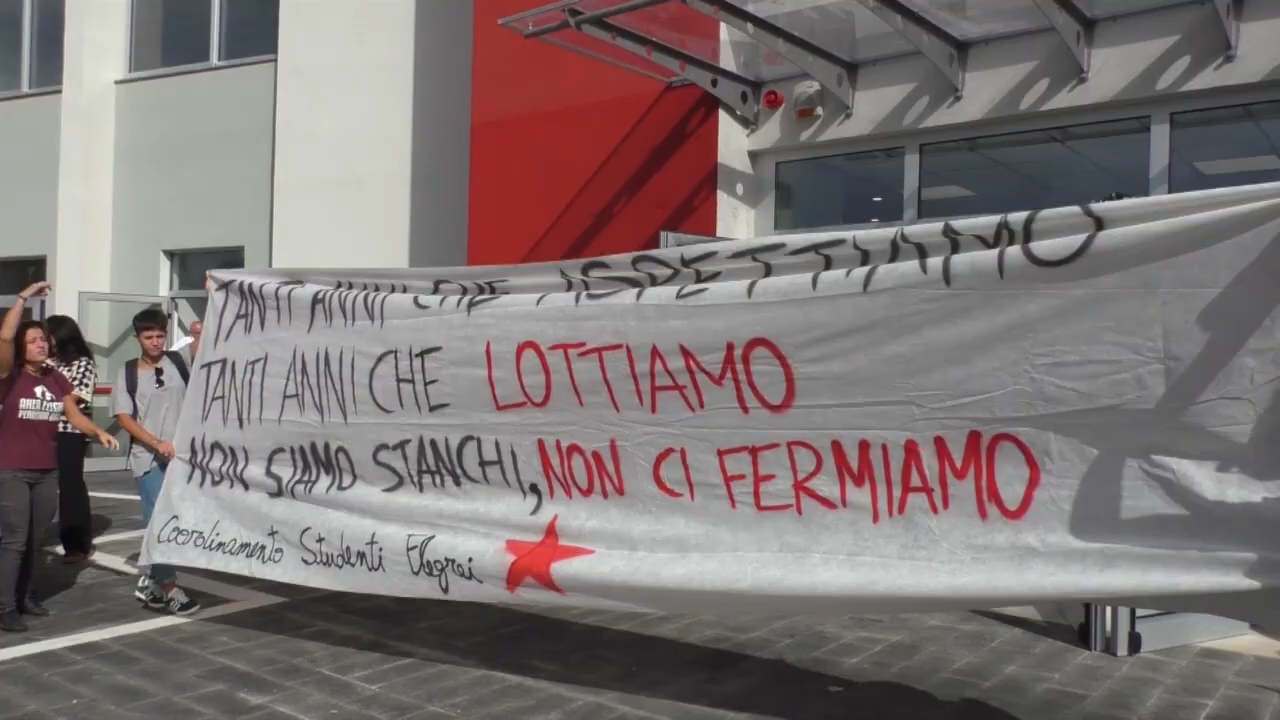 TANTI ANNI CHE ASPETTIAMO
TANTI ANNI CHE LOTTIAMO
NON SIAMO STANCHI, NON CI FERMIAMO
Coordinamento Studenti Flegrei